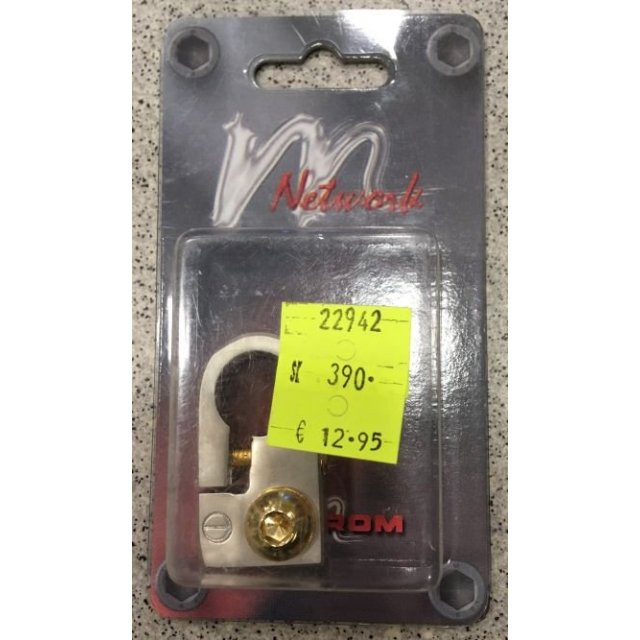 m
Network
22942
SK 390.
€ 12.95
ROM